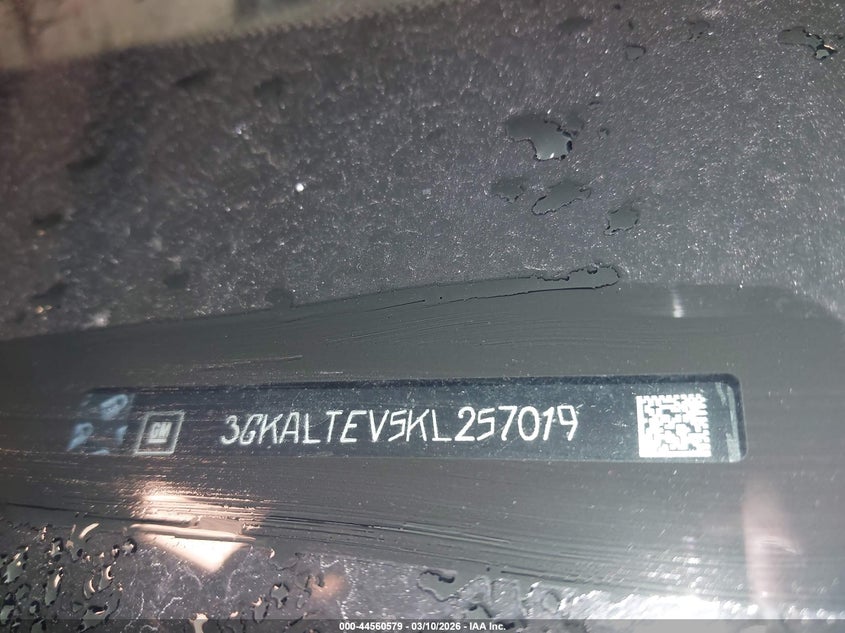 GM 3GKALTEV5KL257019
000-44560579 - 03/10/2026 - IAA Inc.